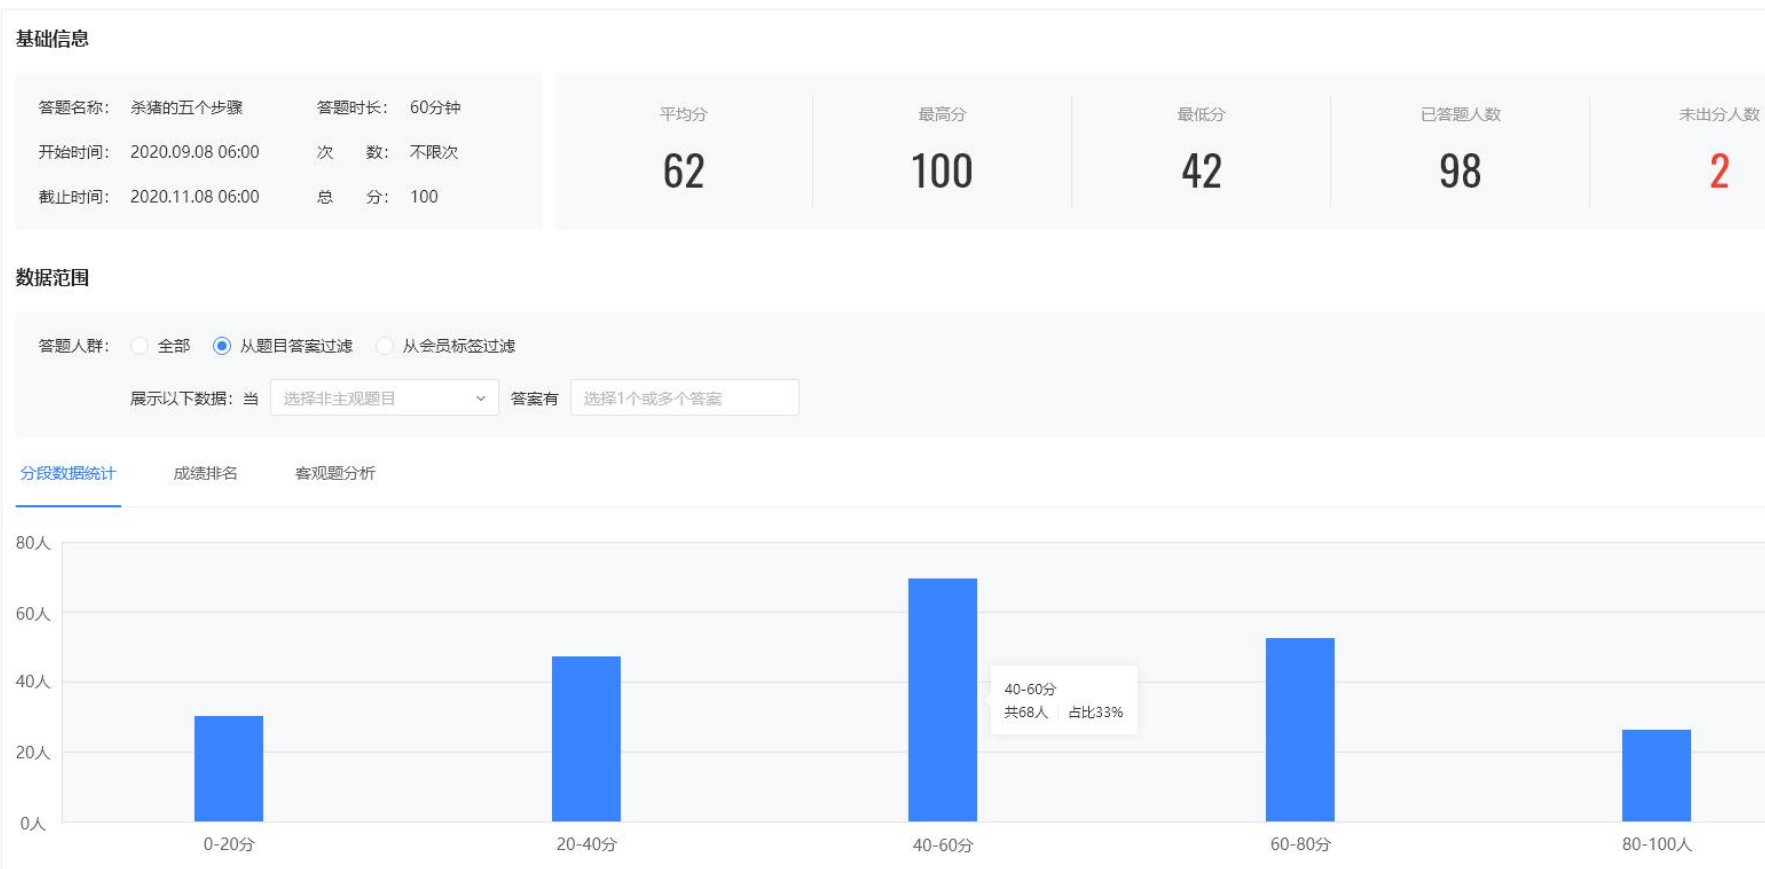 基础信息
答题名称： 杀猪的五个步骤 答题时长： 60分钟
开始时间： 2020.09.08 06:00 次 数： 不限次
截止时间： 2020.11.08 06:00 总 分： 100
平均分 最高分 最低分 已答题人数 未出分人数
62 100 42 98 2
数据范围
答题人群： 全部 从题目答案过滤 从会员标签过滤
展示以下数据：当 选择非主观题目 答案有 选择1个或多个答案
分段数据统计 成绩排名 客观题分析
80人
60人
40人
20人
0人
40-60分
共68人 占比33%
0-20分 20-40分 40-60分 60-80分 80-100人